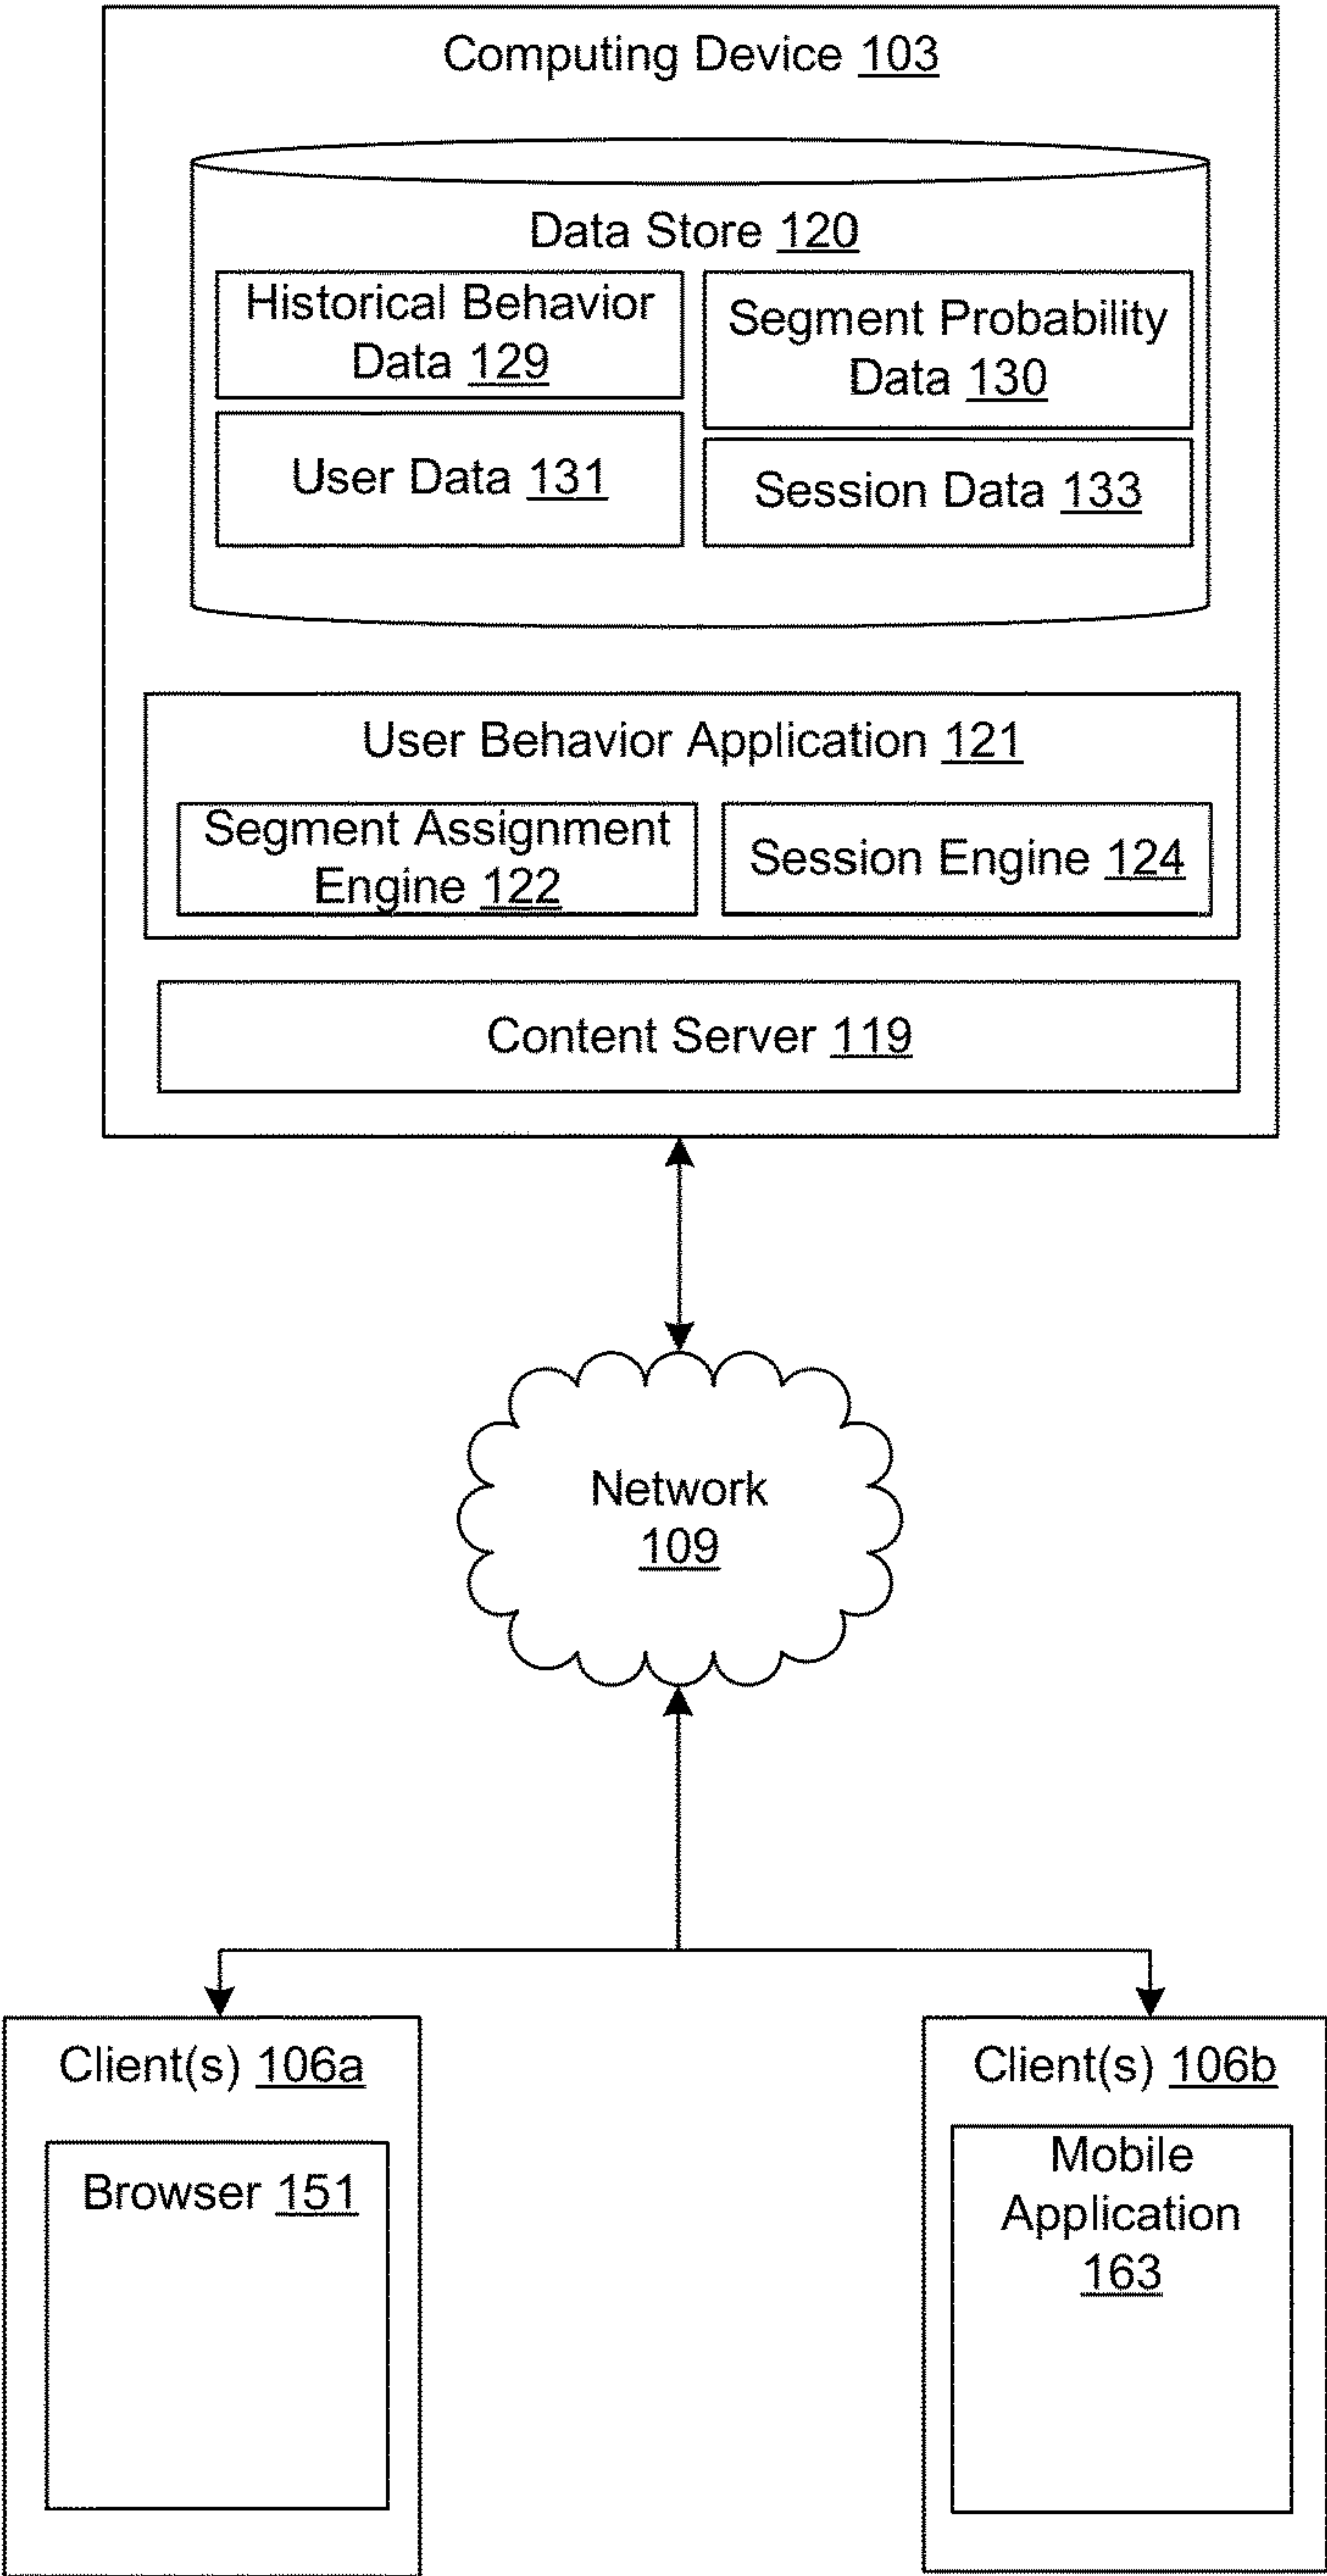 Computing Device 103
Data Store 120
Historical Behavior
Data 129
Segment Probability
Data 130
User Data 131
Session Data 133
User Behavior Application 121
Segment Assignment
Engine 122
Session Engine 124
Content Server 119
Network
109
Client(s) 106a
Browser 151
Client(s) 106b
Mobile
Application
163